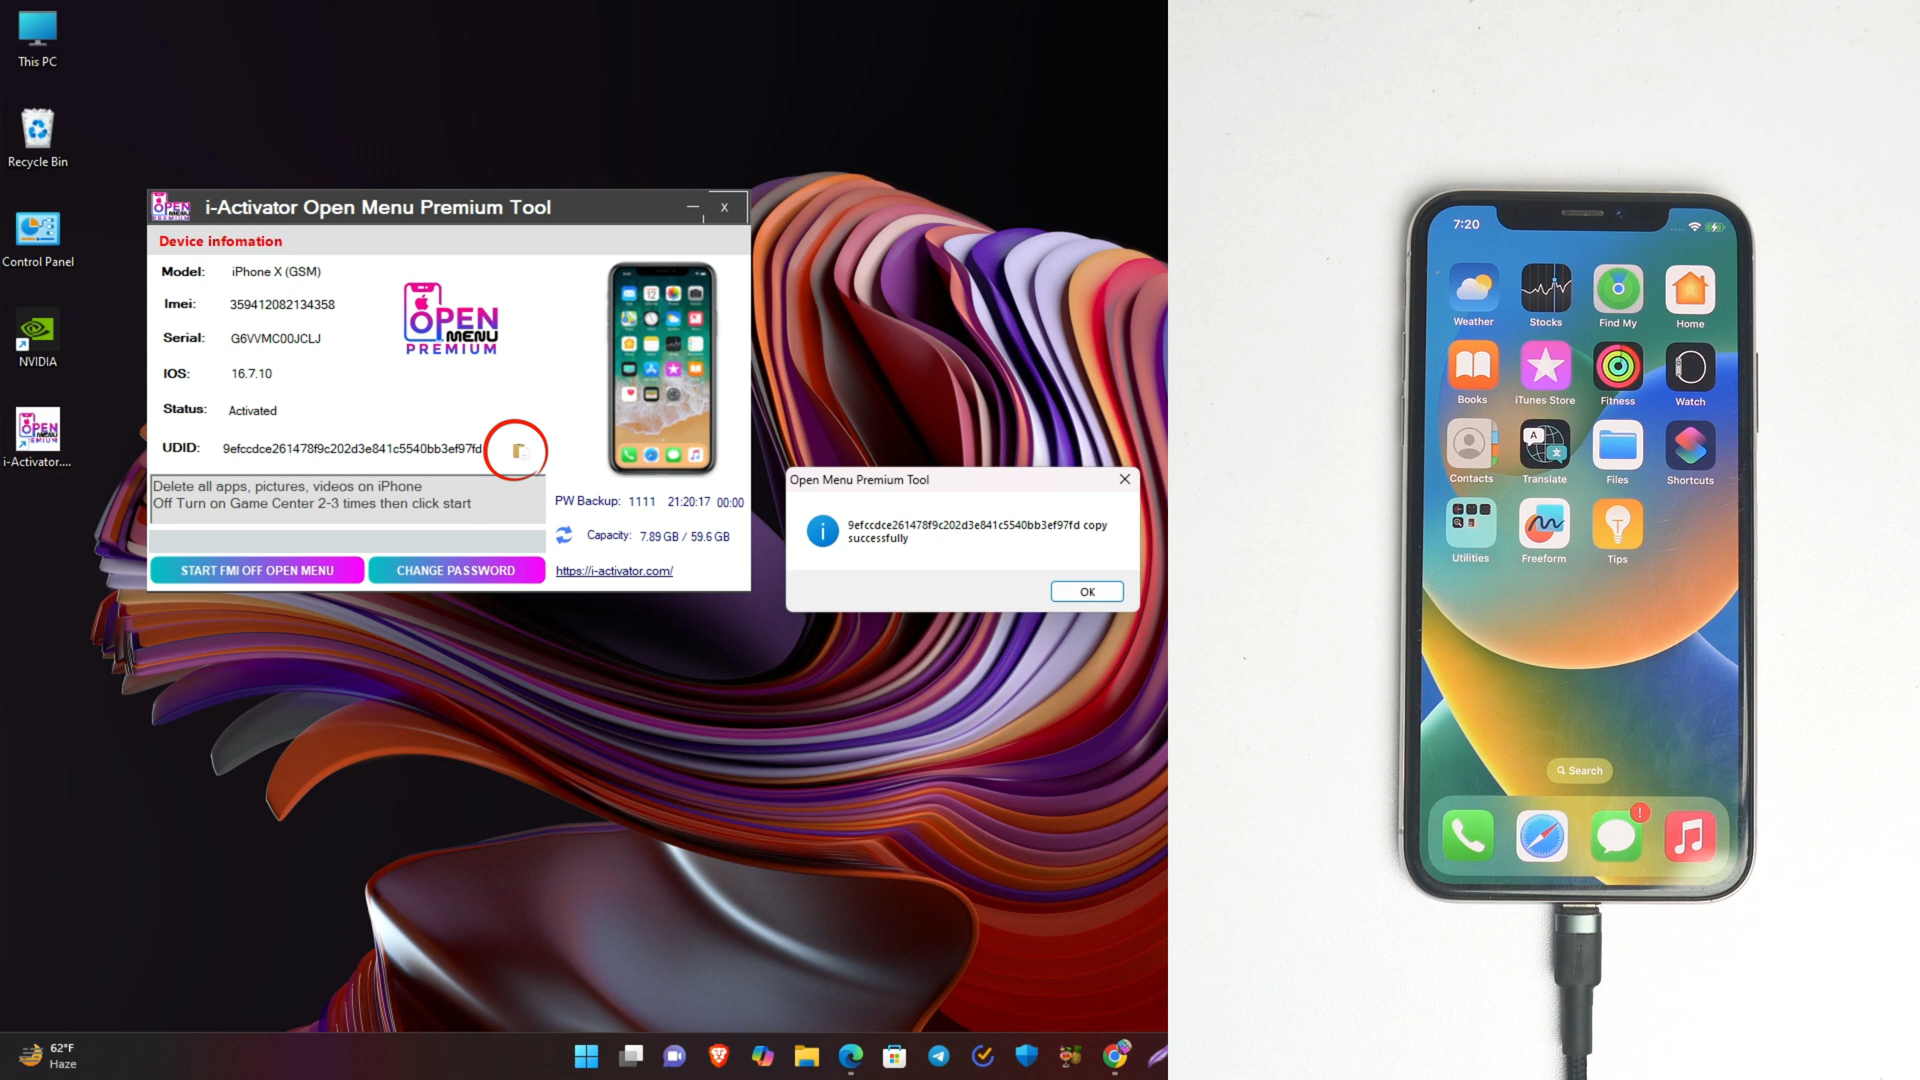 This PC
Recycle Bin
Control Panel
NVIDIA
OPEN
MENU
PREMIUM
i-Activator....
OPEN
PREMIUM
i-Activator Open Menu Premium Tool
x
Device infomation
Model: iPhone X (GSM)
Imei: 359412082134358
Serial: G6VVMC00JCLJ
IOS: 16.7.10
Status: Activated
UDID: 9efccdce261478f9c202d3e841c5540bb3ef97fd
OPEN
MENU
PREMIUM
Delete all apps, pictures, videos on iPhone
Off Turn on Game Center 2-3 times then click start
PW Backup: 1111 21:20:17 00:00
Capacity: 7.89 GB / 59.6 GB
START FMI OFF OPEN MENU
CHANGE PASSWORD
https://i-activator.com/
Open Menu Premium Tool
9efccdce261478f9c202d3e841c5540bb3ef97fd copy
successfully
OK
62°F
Haze
7:20
Weather
Stocks
Find My
Home
Books
iTunes Store
Fitness
Watch
Contacts
Translate
Files
Shortcuts
Utilities
Freeform
Tips
Search